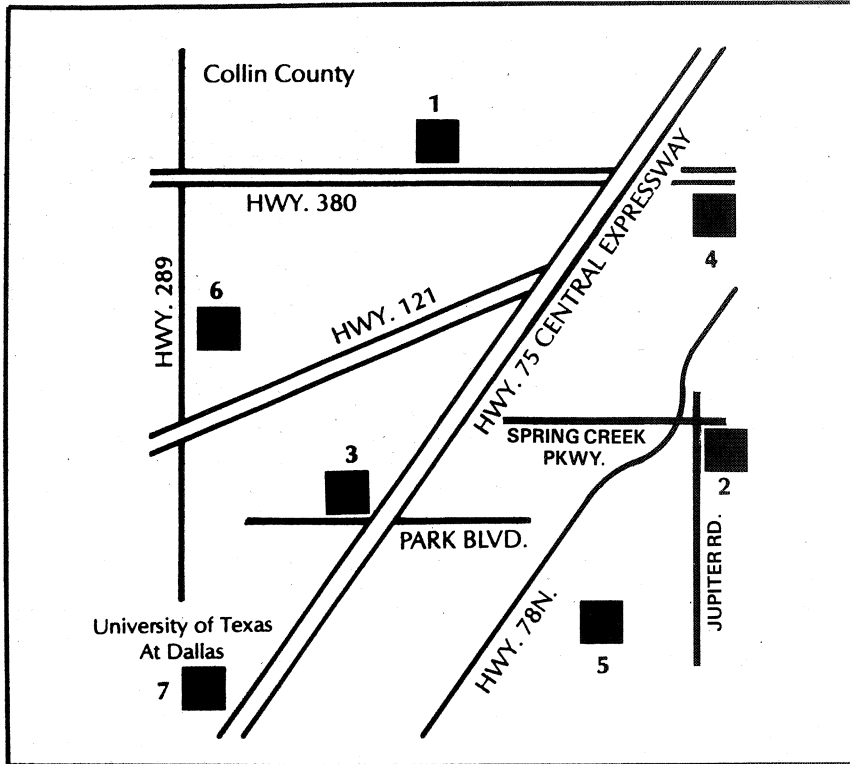 Collin County
1
HWY. 380
HWY. 75 CENTRAL EXPRESSWAY
4
HWY. 289
6
HWY. 121
SPRING CREEK
PKWY.
3
2
PARK BLVD.
JUPITER RD.
HWY. 78N.
University of Texas
At Dallas
7
5